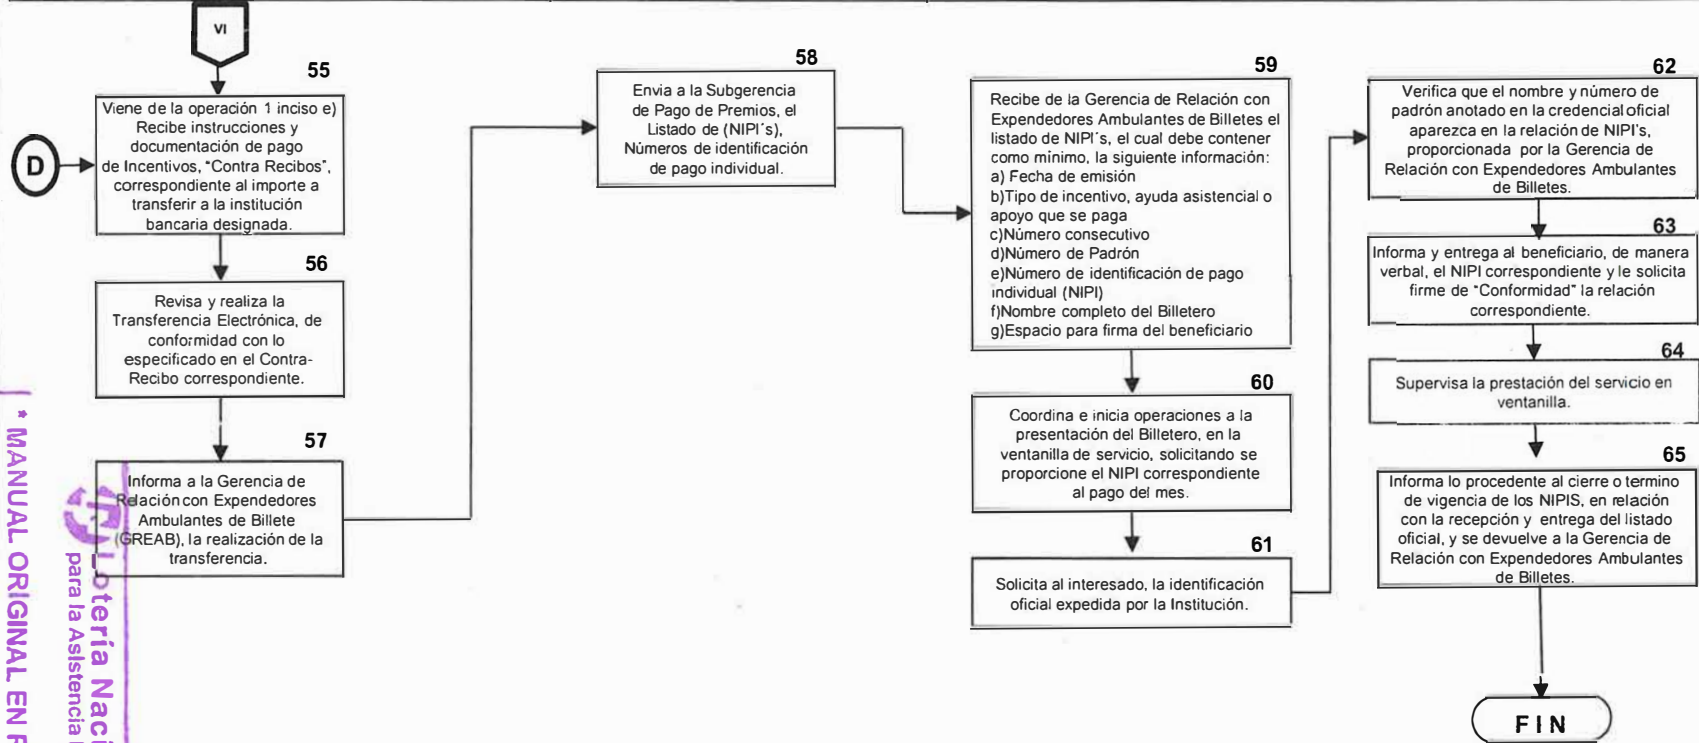 VI
55
Viene de la operación 1 inciso e)
Recibe instrucciones y
documentación de pago
de Incentivos, "Contra Recibos",
correspondiente al importe a
transferir a la institución
bancaria designada.
D
56
Revisa y realiza la
Transferencia Electrónica, de
conformidad con lo
especificado en el Contra-
Recibo correspondiente.
57
Informa a la Gerencia de
Relación con Expendedores
Ambulantes de Billete
(GREAB), la realización de la
transferencia.
58
Envia a la Subgerencia
de Pago de Premios, el
Listado de (NIPI´s),
Números de identificación
de pago individual.
59
Recibe de la Gerencia de Relación con
Expendedores Ambulantes de Billetes el
listado de NIPI´s, el cual debe contener
como mínimo, la siguiente información:
a) Fecha de emisión
b)Tipo de incentivo, ayuda asistencial o
apoyo que se paga
c)Número consecutivo
d)Número de Padrón
e)Número de identificación de pago
individual (NIPI)
f)Nombre completo del Billetero
g)Espacio para firma del beneficiario
60
Coordina e inicia operaciones a la
presentación del Billetero, en la
ventanilla de servicio, solicitando se
proporcione el NIPI correspondiente
al pago del mes.
61
Solicita al interesado, la identificación
oficial expedida por la Institución.
62
Verifica que el nombre y número de
padrón anotado en la credencial oficial
aparezca en la relación de NIPI's,
proporcionada por la Gerencia de
Relación con Expendedores Ambulantes
de Billetes.
63
Informa y entrega al beneficiario, de manera
verbal, el NIPI correspondiente y le solicita
firme de "Conformidad" la relación
correspondiente.
64
Supervisa la prestación del servicio en
ventanilla.
65
Informa lo procedente al cierre o termino
de vigencia de los NIPIS, en relación
con la recepción y entrega del listado
oficial, y se devuelve a la Gerencia de
Relación con Expendedores Ambulantes
de Billetes.
FIN
Lotería Naci
para la Asistencia
* MANUAL ORIGINAL EN